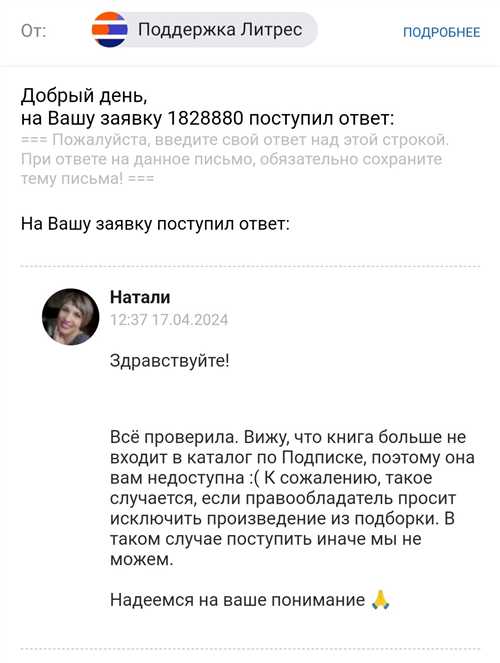 От: Поддержка Литрес ПОДРОБНЕЕ
Добрый день,
на Вашу заявку 1828880 поступил ответ:
=== Пожалуйста, введите свой ответ над этой строкой.
При ответе на данное письмо, обязательно сохраните
тему письма! ===
На Вашу заявку поступил ответ:
Натали
12:37 17.04.2024
Здравствуйте!
Всё проверила. Вижу, что книга больше не
входит в каталог по Подписке, поэтому она
вам недоступна :( К сожалению, такое
случается, если правообладатель просит
исключить произведение из подборки. В
таком случае поступить иначе мы не
можем.
Надеемся на ваше понимание 🙏